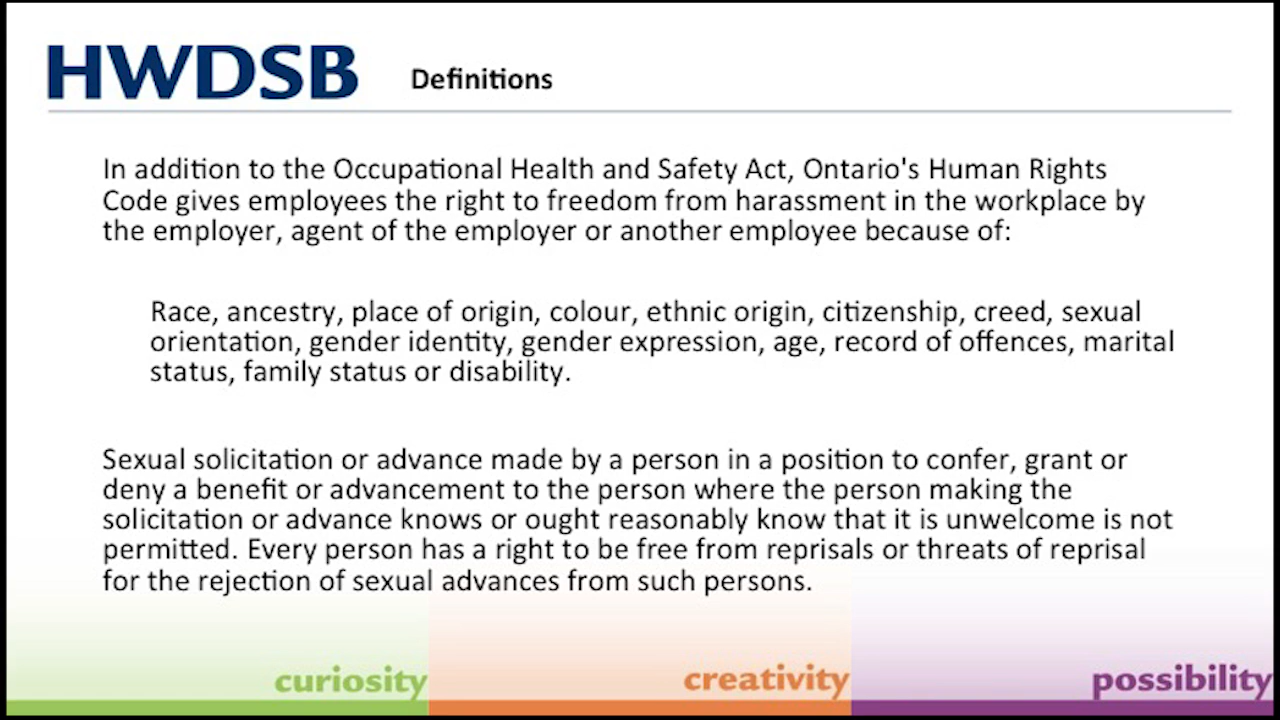 HWDSB Definitions
In addition to the Occupational Health and Safety Act, Ontario's Human Rights
Code gives employees the right to freedom from harassment in the workplace by
the employer, agent of the employer or another employee because of:
Race, ancestry, place of origin, colour, ethnic origin, citizenship, creed, sexual
orientation, gender identity, gender expression, age, record of offences, marital
status, family status or disability.
Sexual solicitation or advance made by a person in a position to confer, grant or
deny a benefit or advancement to the person where the person making the
solicitation or advance knows or ought reasonably know that it is unwelcome is not
permitted. Every person has a right to be free from reprisals or threats of reprisal
for the rejection of sexual advances from such persons.
curiosity creativity possibility